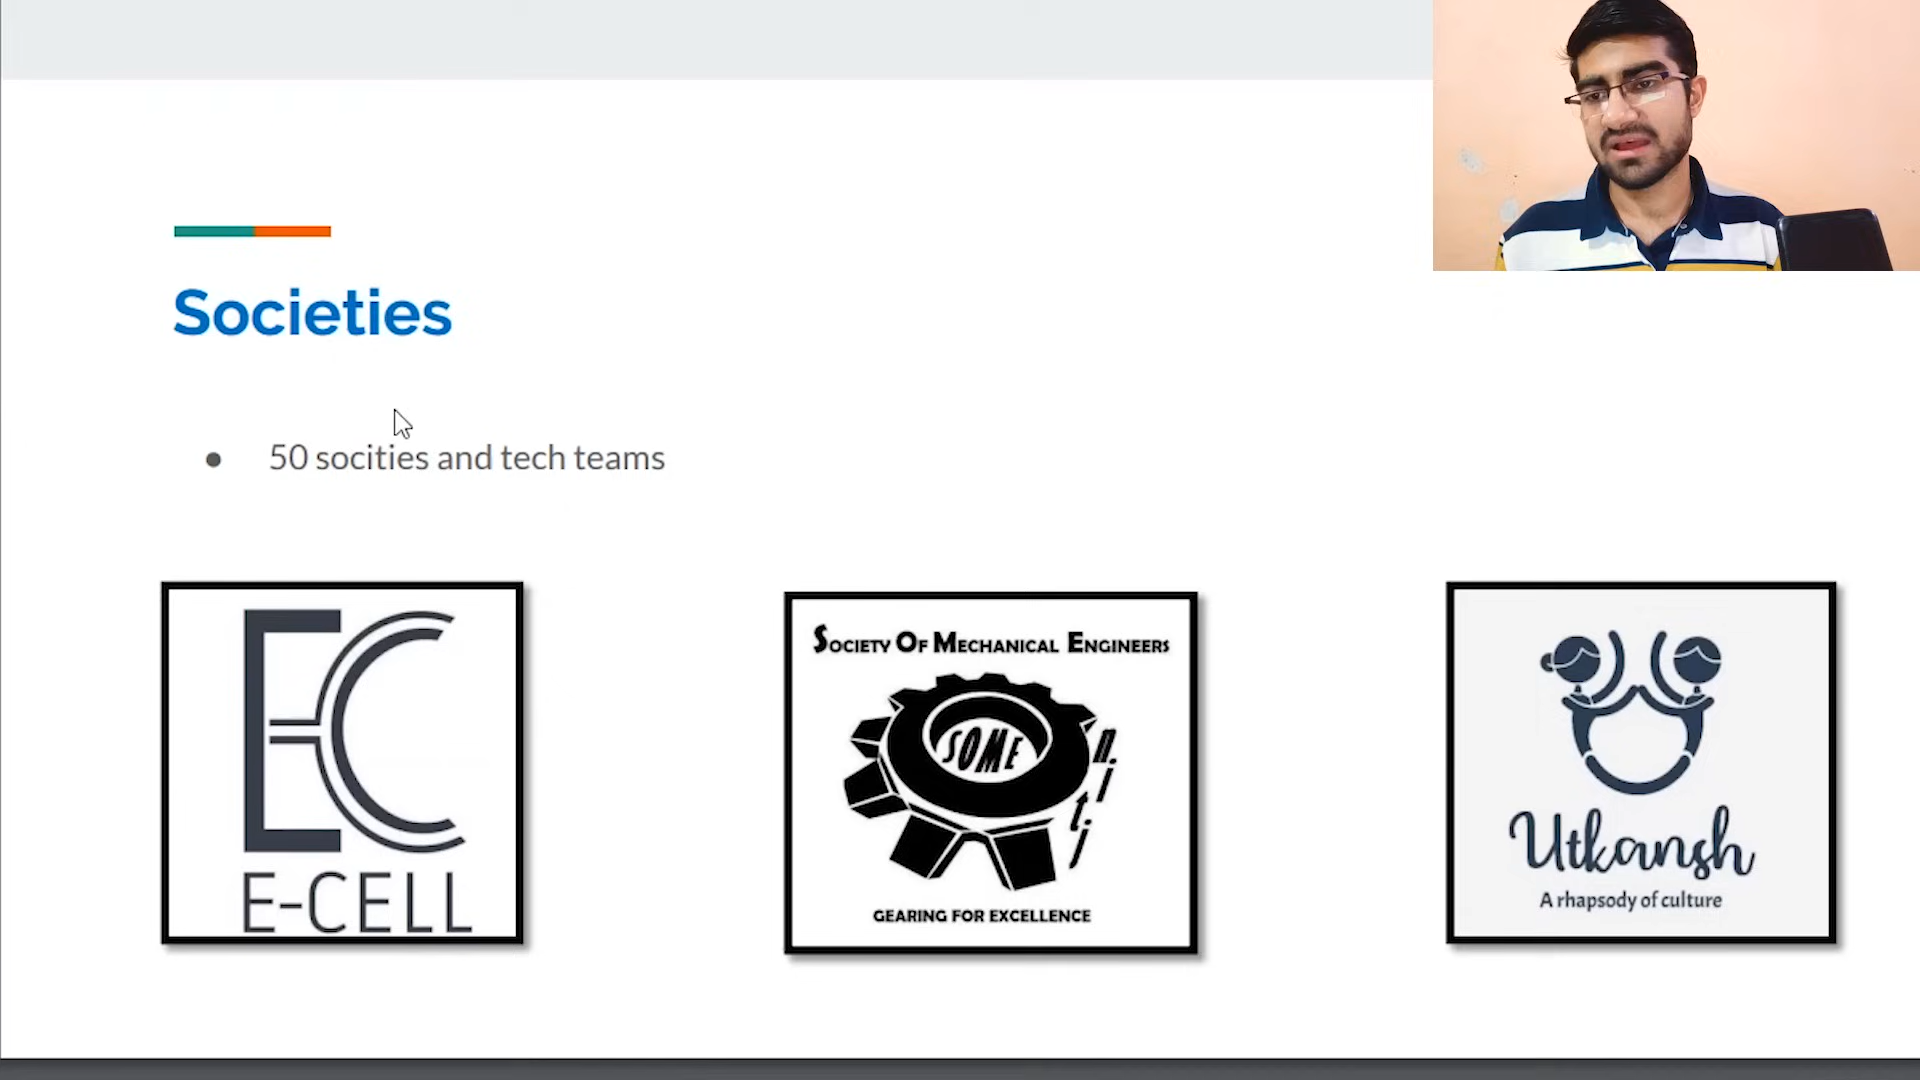 Societies
50 socities and tech teams
EC
E-CELL
SOCIETY OF MECHANICAL ENGINEERS
SOME
n.i.t.j
GEARING FOR EXCELLENCE
Utkansh
A rhapsody of culture